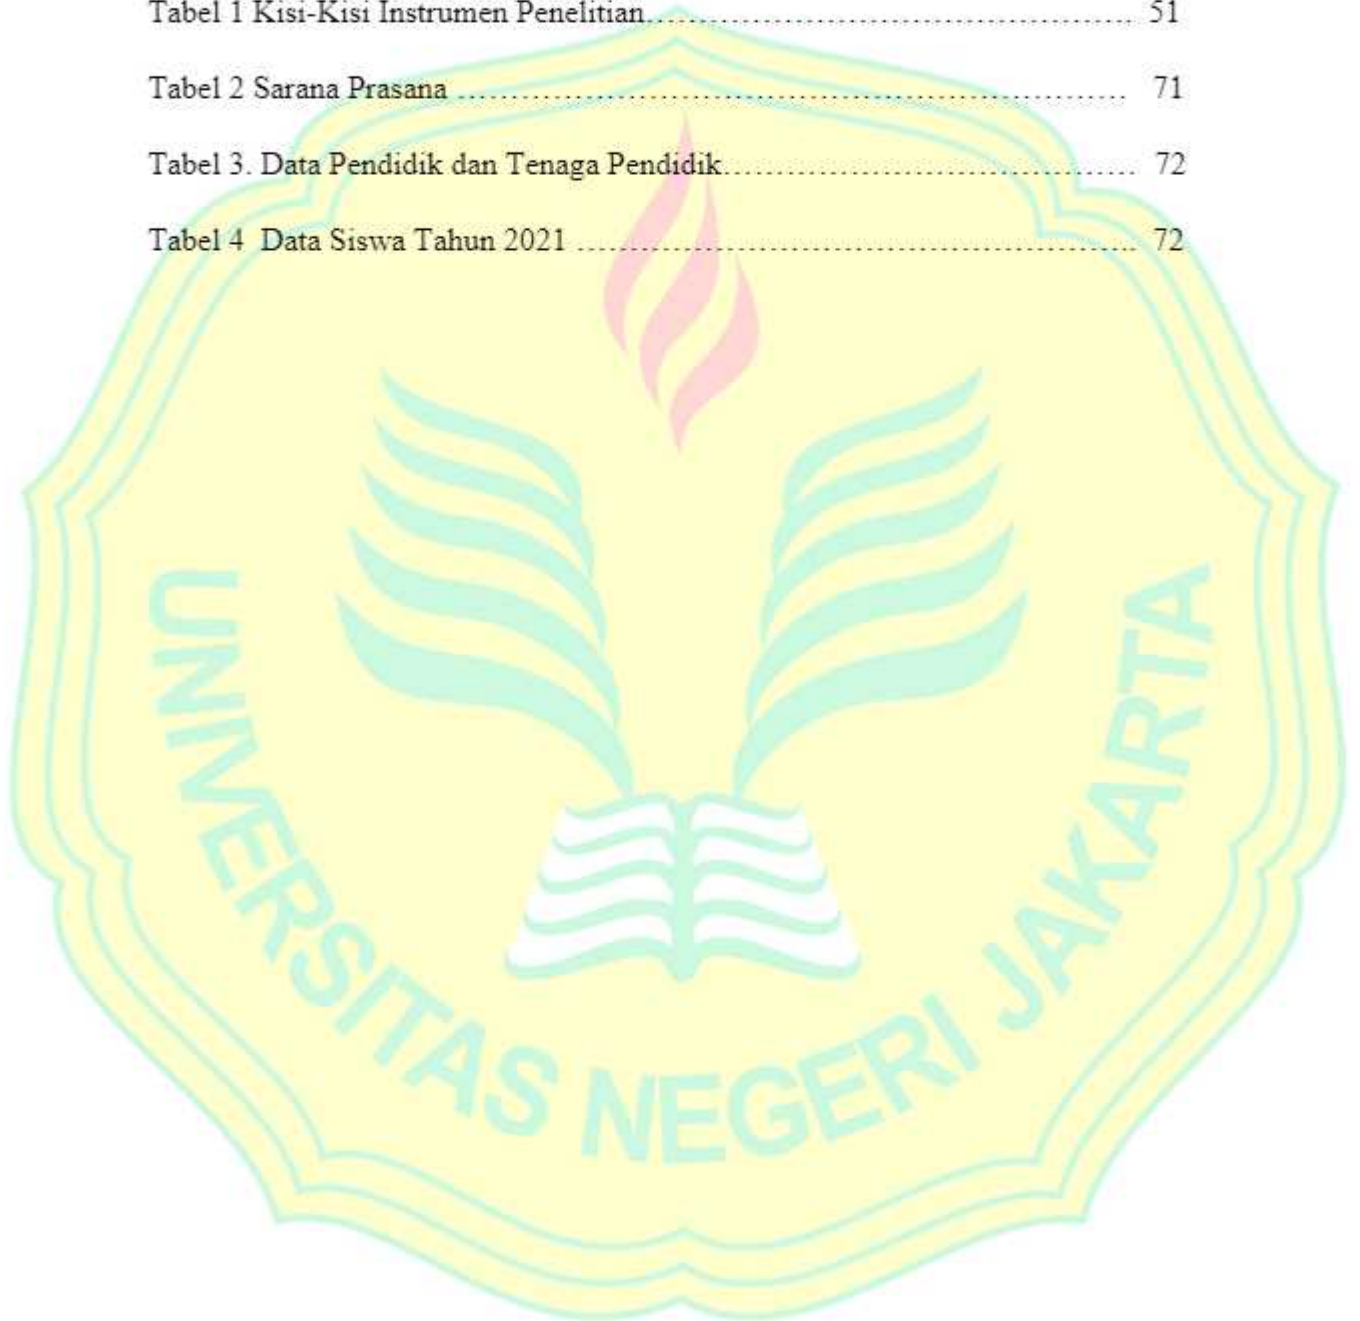 Tabel 1 Kisi-Kisi Instrumen Penelitian……………………………………………… 51
Tabel 2 Sarana Prasana ………………………………………………………………… 71
Tabel 3. Data Pendidik dan Tenaga Pendidik……………………………………… 72
Tabel 4  Data Siswa Tahun 2021 ……………………………………………………… 72
UNIVERSITAS NEGERI JAKARTA